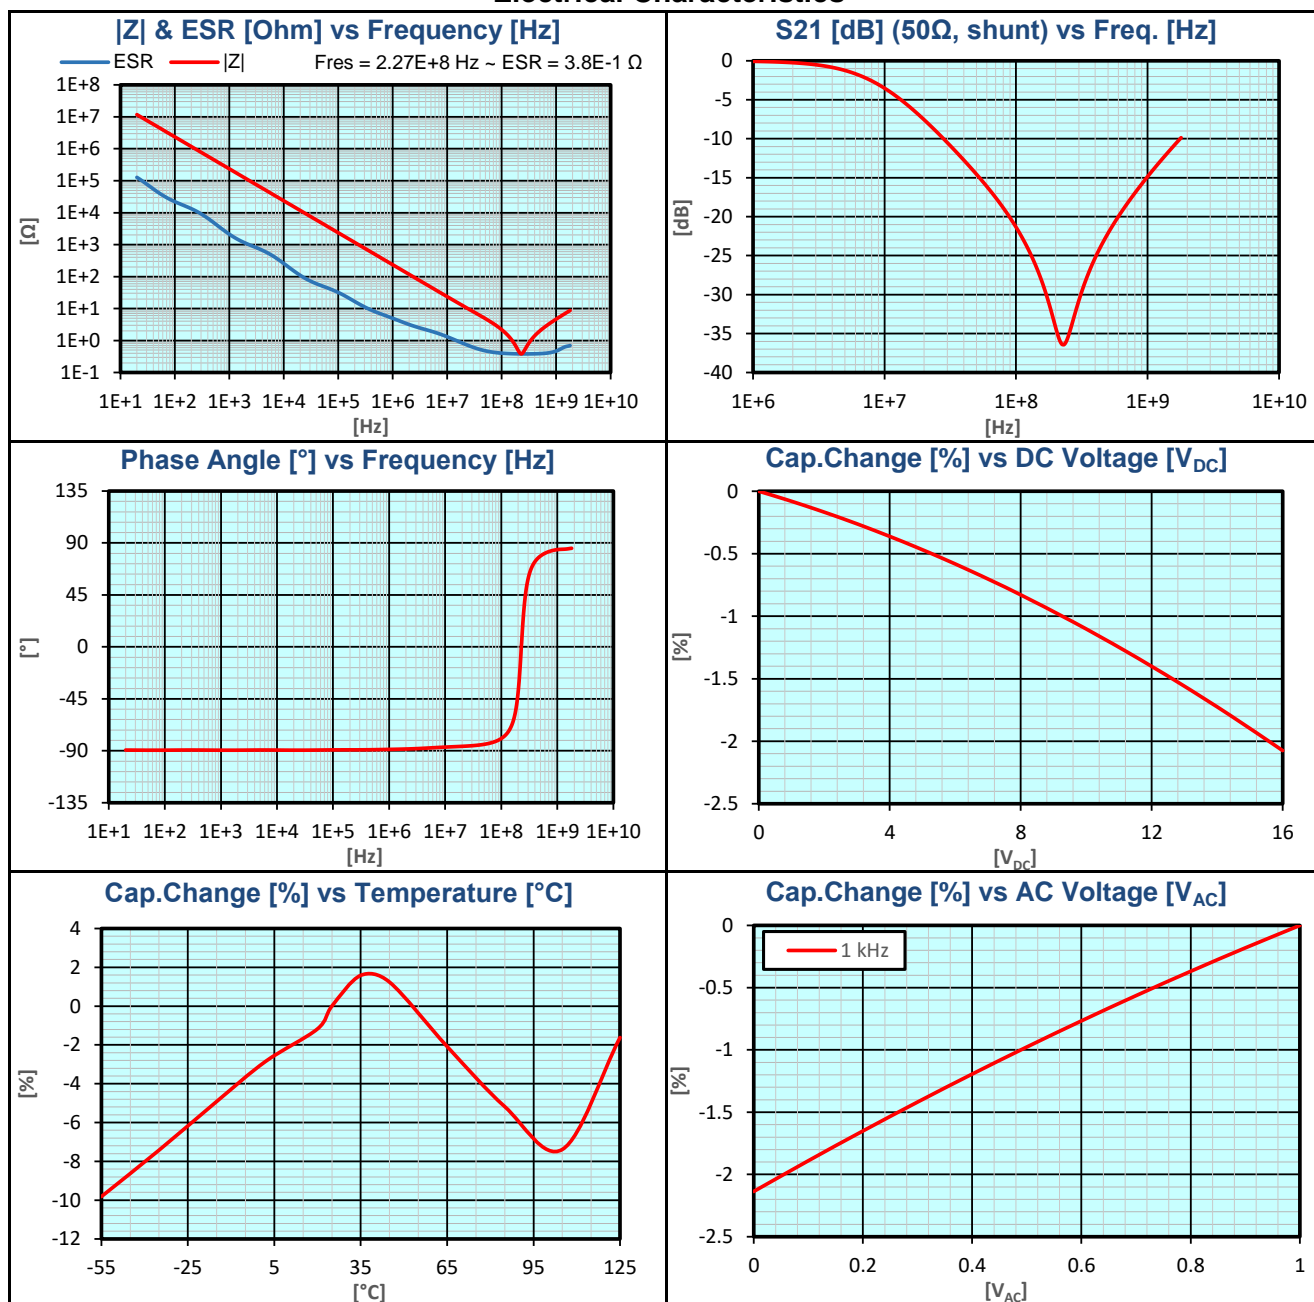 |Z| & ESR [Ohm] vs Frequency [Hz]
ESR |Z| Fres = 2.27E+8 Hz ~ ESR = 3.8E-1 Ω
1E+8
1E+7
1E+6
1E+5
1E+4
1E+3
1E+2
1E+1
1E+0
1E-1
[Ω]
1E+1 1E+2 1E+3 1E+4 1E+5 1E+6 1E+7 1E+8 1E+9 1E+10
[Hz]
S21 [dB] (50Ω, shunt) vs Freq. [Hz]
0
-5
-10
-15
-20
-25
-30
-35
-40
[dB]
1E+6 1E+7 1E+8 1E+9 1E+10
[Hz]
Phase Angle [°] vs Frequency [Hz]
135
90
45
0
-45
-90
-135
[°]
1E+1 1E+2 1E+3 1E+4 1E+5 1E+6 1E+7 1E+8 1E+9 1E+10
[Hz]
Cap.Change [%] vs DC Voltage [VDC]
0
-0.5
-1
-1.5
-2
-2.5
[%]
0 4 8 12 16
[VDC]
Cap.Change [%] vs Temperature [°C]
4
2
0
-2
-4
-6
-8
-10
-12
[%]
-55 -25 5 35 65 95 125
[°C]
Cap.Change [%] vs AC Voltage [VAC]
1 kHz
0
-0.5
-1
-1.5
-2
-2.5
[%]
0 0.2 0.4 0.6 0.8 1
[VAC]